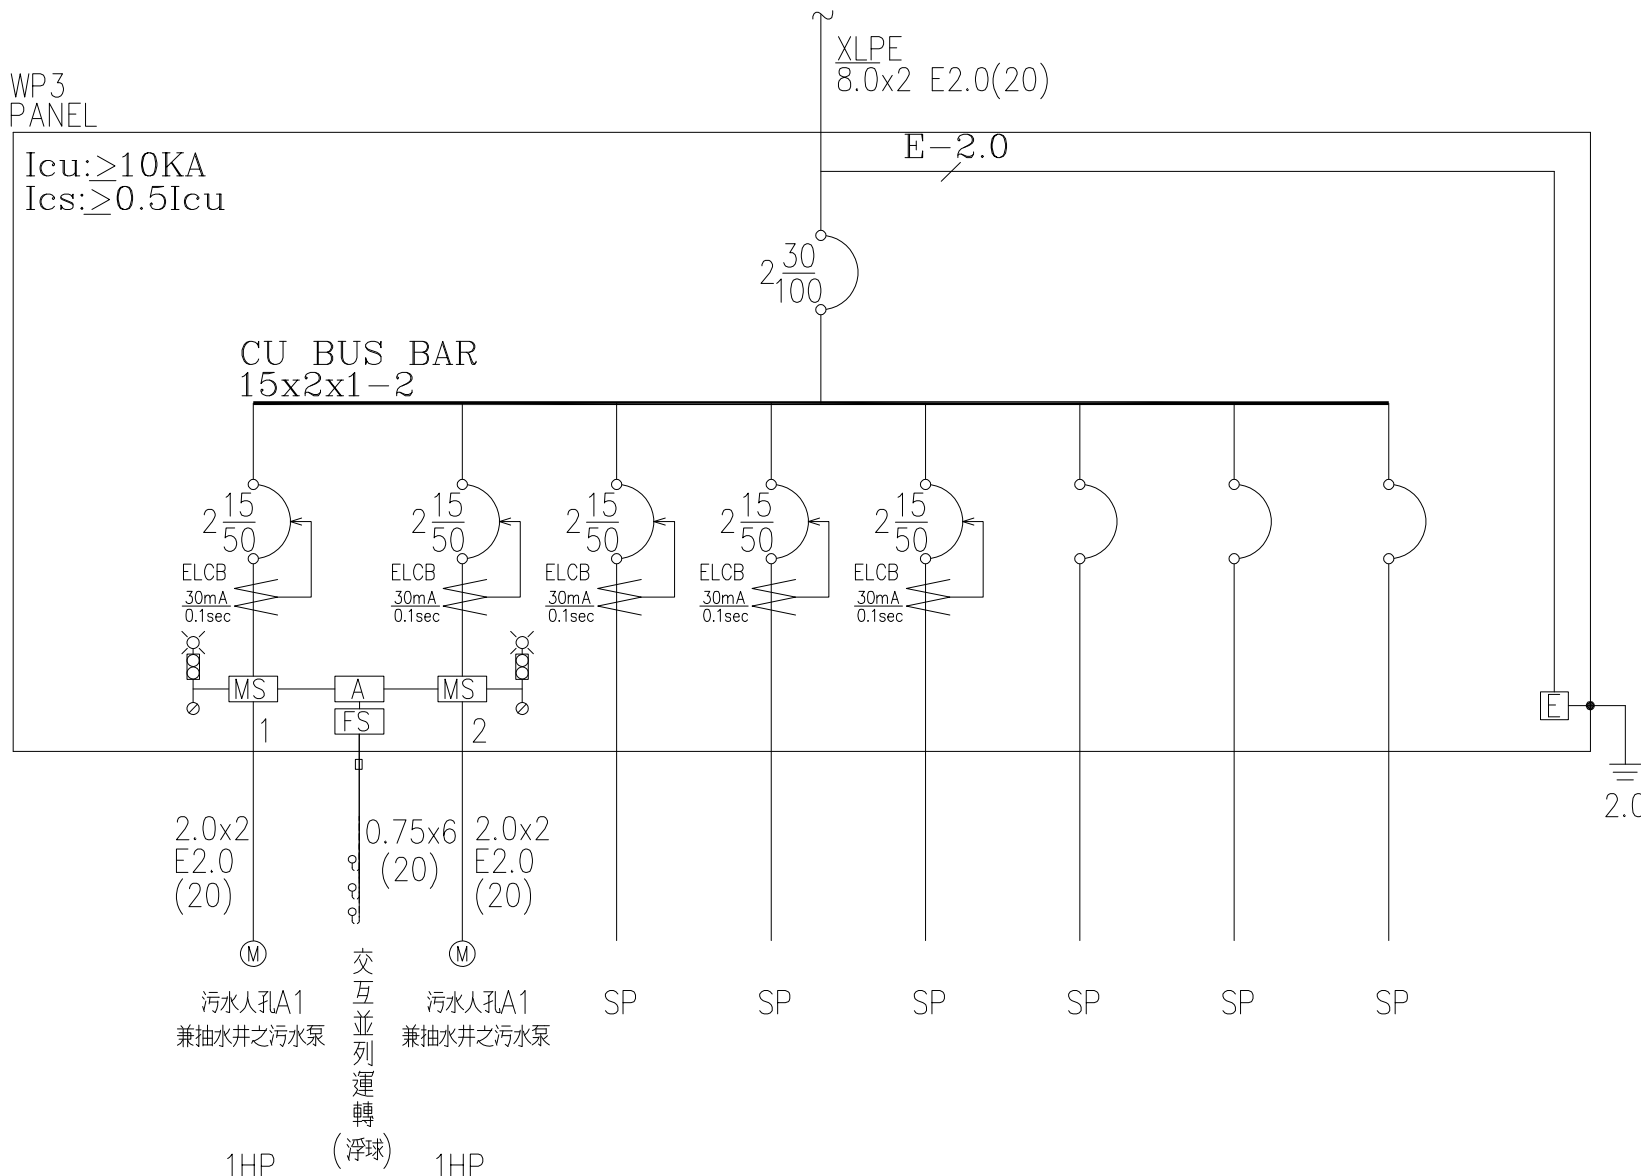 XLPE
8.0x2 E2.0(20)
WP3
PANEL
E-2.0
Icu:≥10KA
Ics:≥0.5Icu
2 30/100
CU BUS BAR
15x2x1-2
2 15/50
2 15/50
2 15/50
2 15/50
2 15/50
ELCB
30mA
0.1sec
ELCB
30mA
0.1sec
ELCB
30mA
0.1sec
ELCB
30mA
0.1sec
ELCB
30mA
0.1sec
MS
A
MS
FS
1
2
E
2.0
2.0x2
E2.0
(20)
0.75x6
(20)
2.0x2
E2.0
(20)
M
M
污水人孔A1
兼抽水井之污水泵
交互並列運轉
(浮球)
污水人孔A1
兼抽水井之污水泵
SP
SP
SP
SP
SP
SP
1HP
1HP